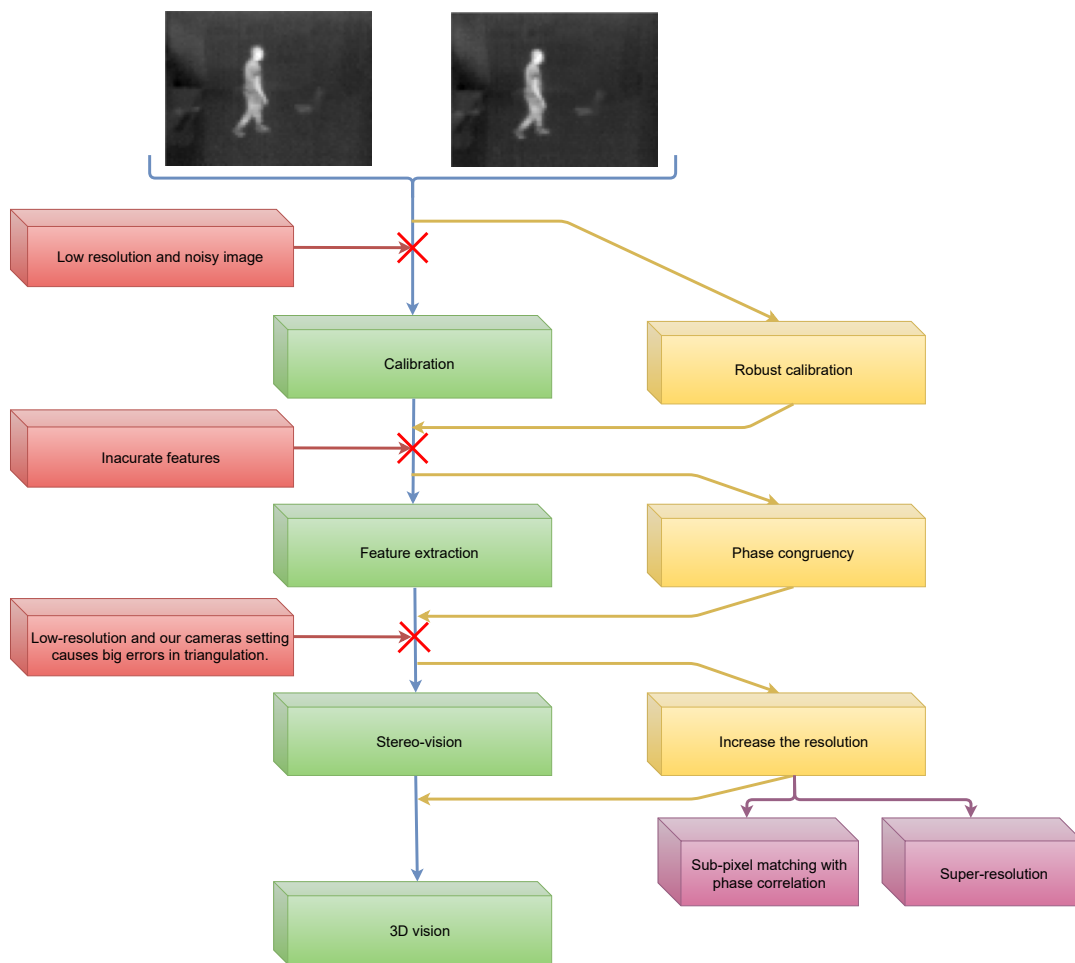 Low resolution and noisy image
Calibration
Robust calibration
Inacurate features
Feature extraction
Phase congruency
Low-resolution and our cameras setting
causes big errors in triangulation.
Stereo-vision
Increase the resolution
Sub-pixel matching with
phase correlation
Super-resolution
3D vision